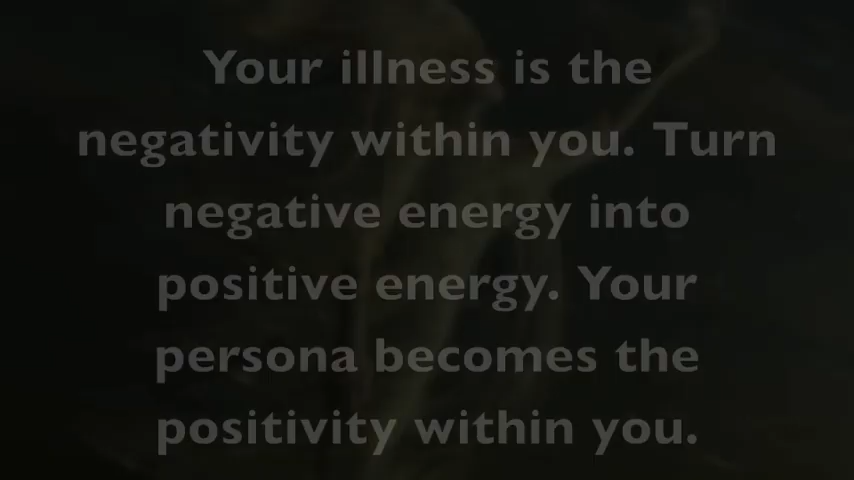 Your illness is the
negativity within you. Turn
negative energy into
positive energy. Your
persona becomes the
positivity within you.